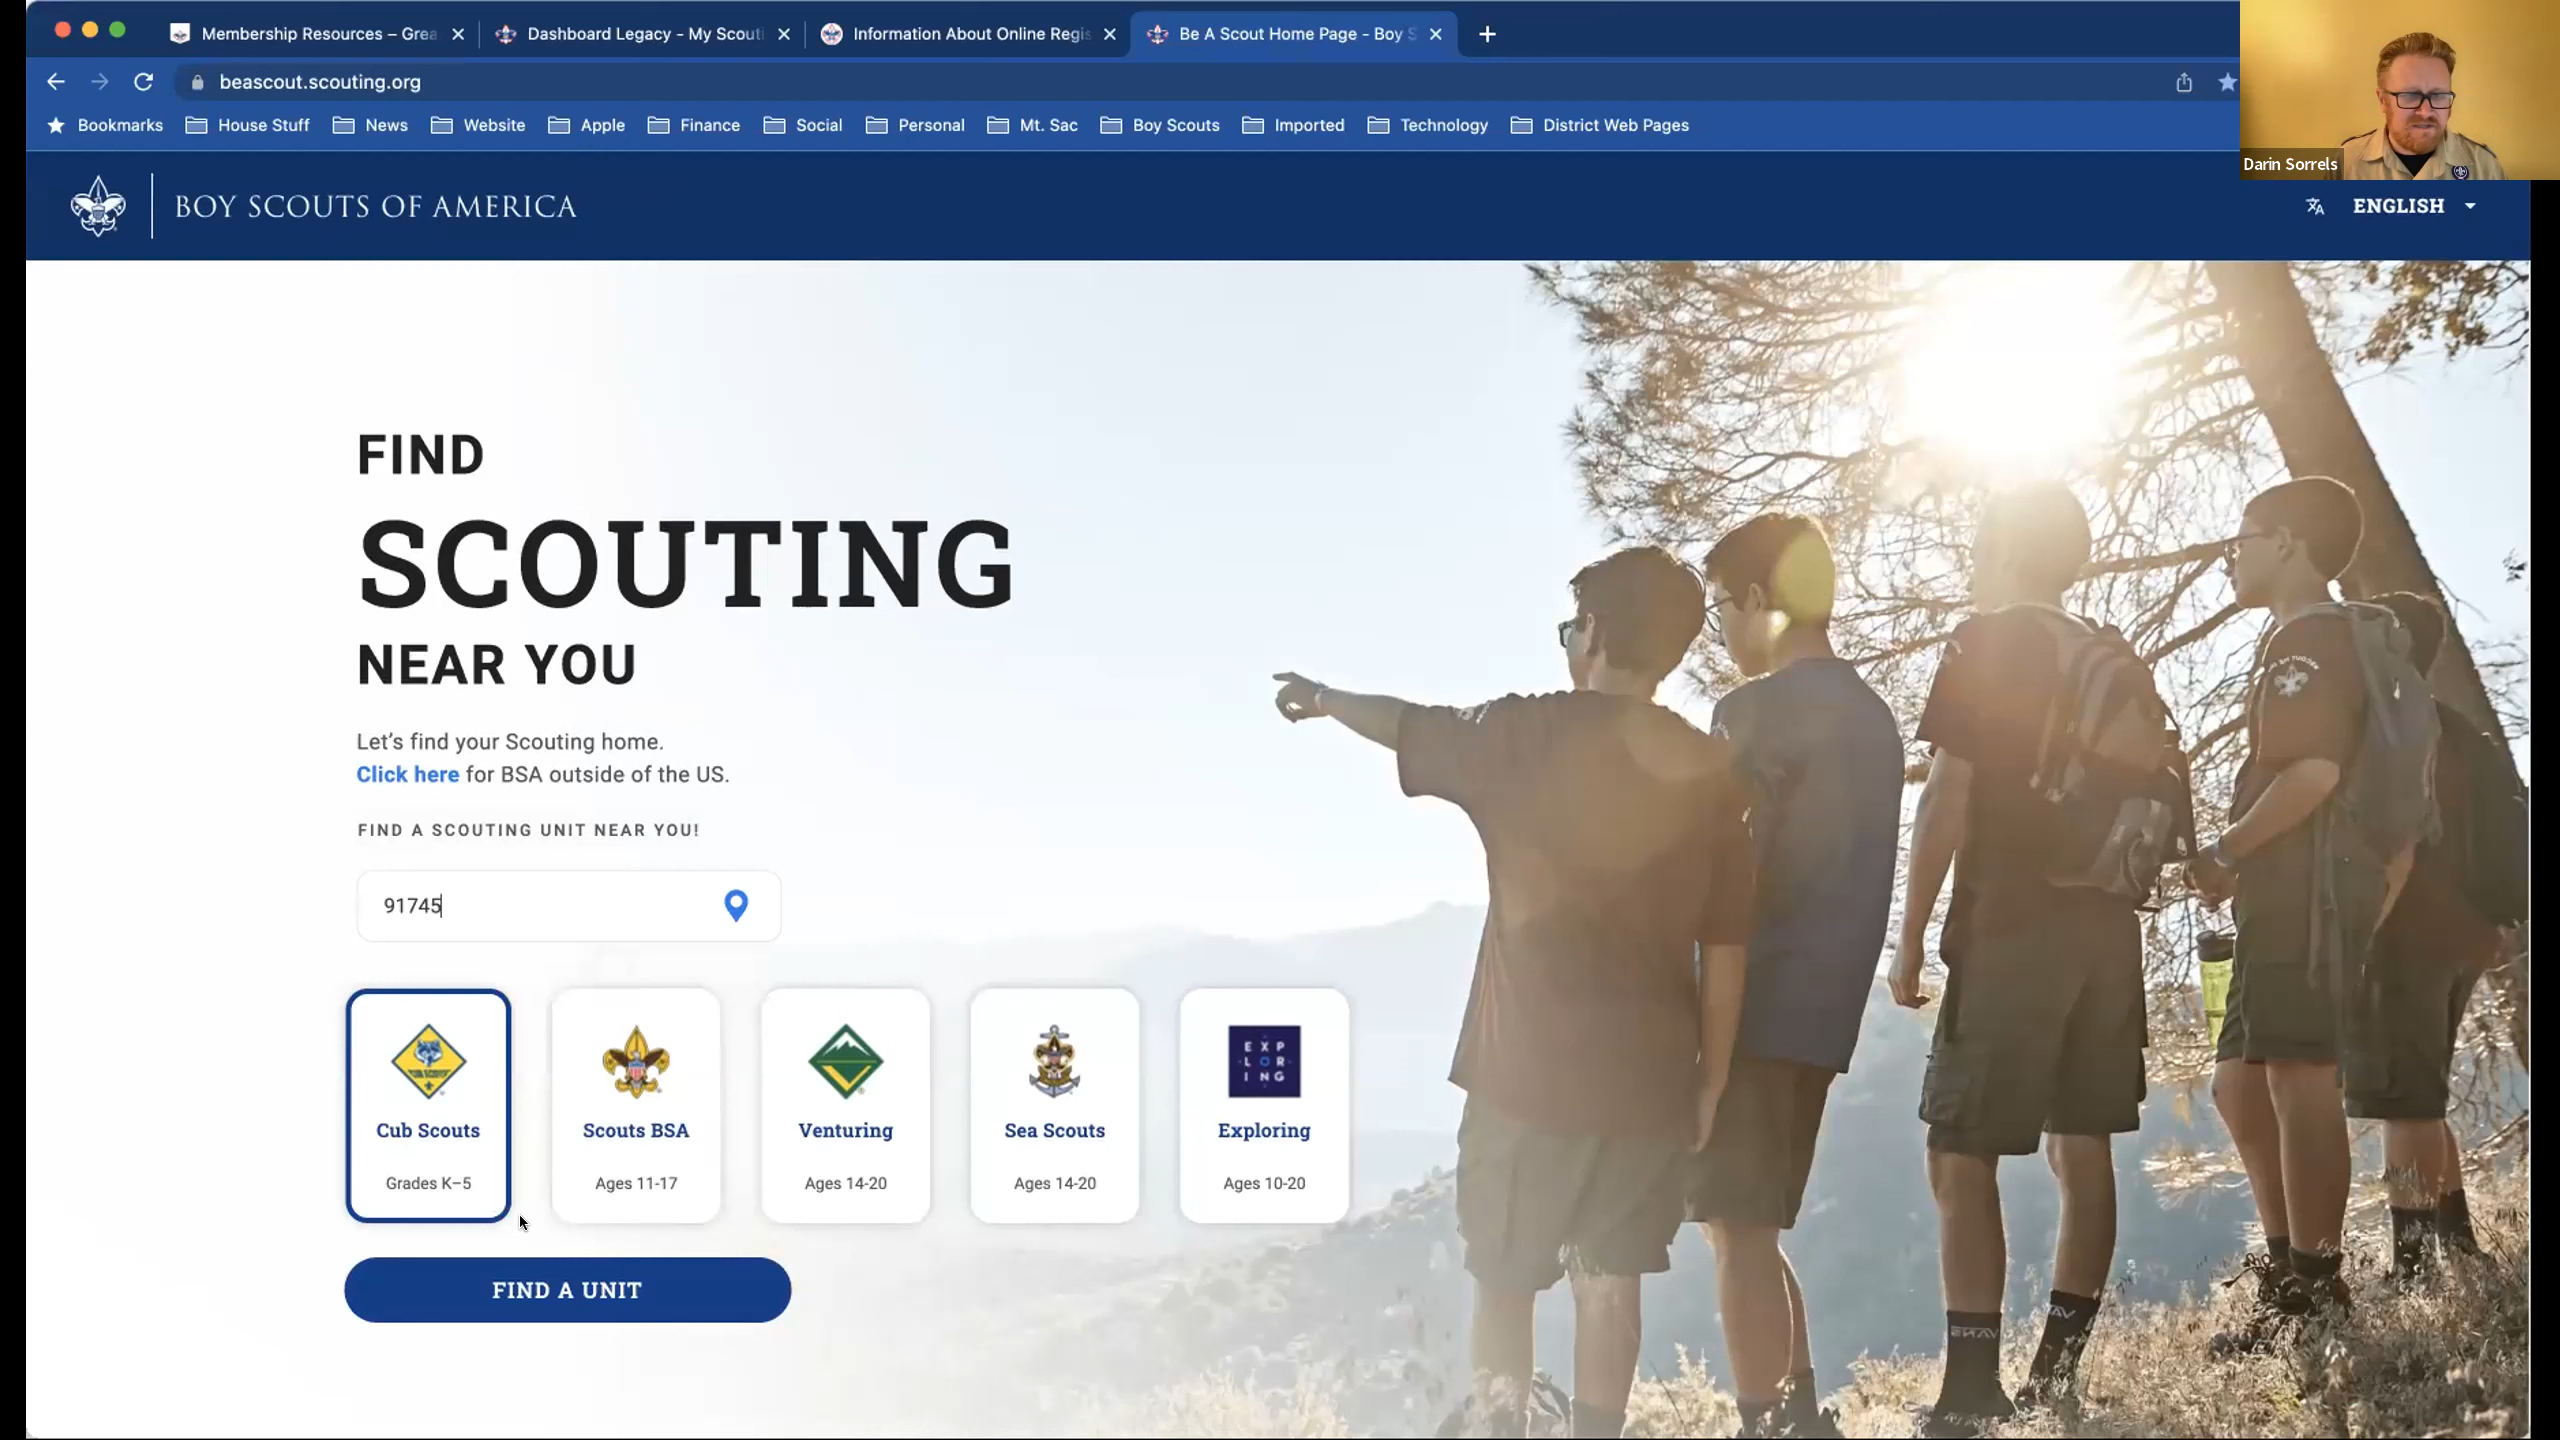 Membership Resources – Grea
Dashboard Legacy - My Scouti
Information About Online Regis
Be A Scout Home Page - Boy S
beascout.scouting.org
Bookmarks House Stuff News Website Apple Finance Social Personal Mt. Sac Boy Scouts Imported Technology District Web Pages
Darin Sorrels
BOY SCOUTS OF AMERICA
ENGLISH
FIND
SCOUTING
NEAR YOU
Let's find your Scouting home.
Click here for BSA outside of the US.
FIND A SCOUTING UNIT NEAR YOU!
91745
EXP
LOR
ING
Cub Scouts
Scouts BSA
Venturing
Sea Scouts
Exploring
Grades K–5
Ages 11-17
Ages 14-20
Ages 14-20
Ages 10-20
FIND A UNIT